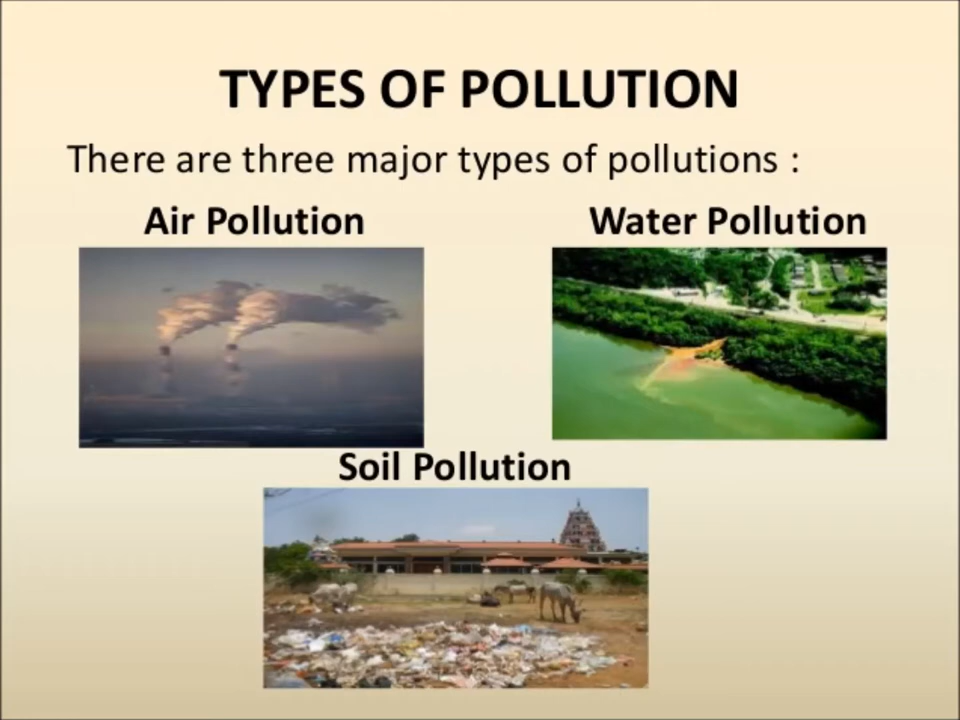 TYPES OF POLLUTION
There are three major types of pollutions :
Air Pollution
Water Pollution
Soil Pollution